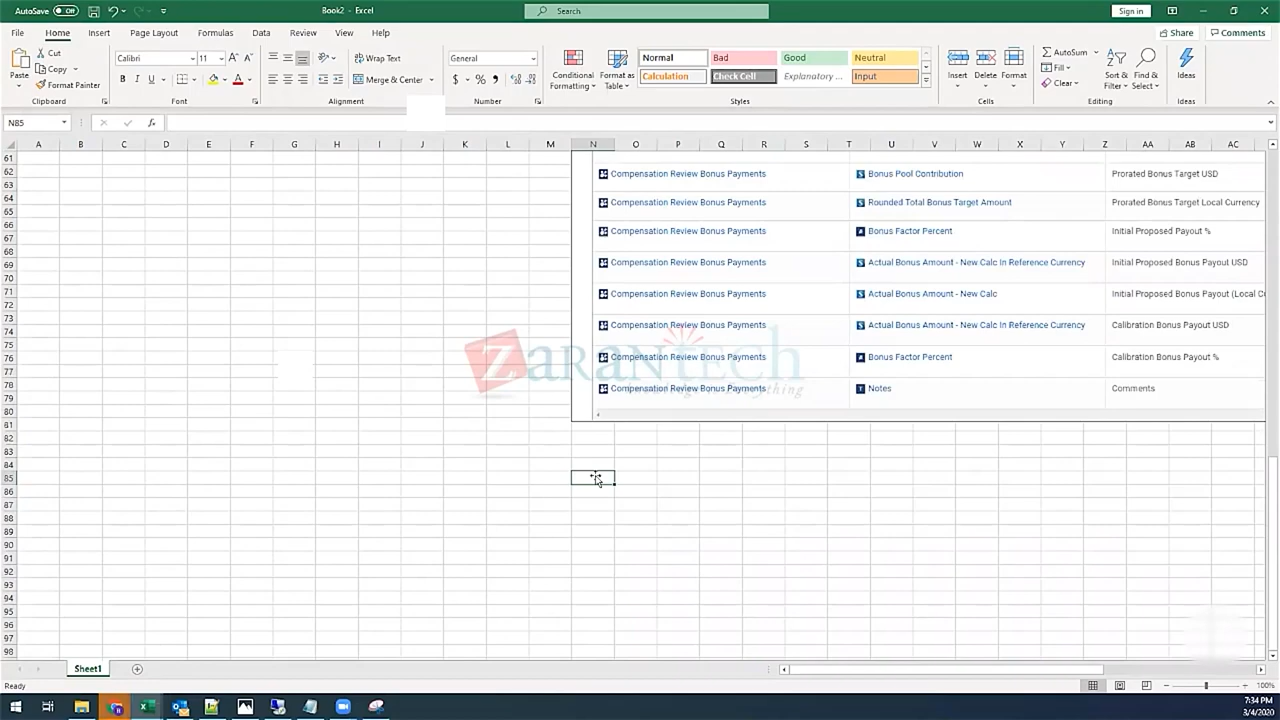 AutoSave Off Book2 - Excel Search Sign in
File Home Insert Page Layout Formulas Data Review View Help Share Comments
Paste Cut Copy Format Painter Clipboard
Calibri 11 B I U Font
Wrap Text Merge & Center Alignment
General $ % Number
Conditional Formatting Format as Table Normal Bad Good Neutral Calculation Check Cell Explanatory ... Input Styles
Insert Delete Format Cells
AutoSum Fill Clear Sort & Filter Find & Select Editing
Ideas Ideas
N85 fx
A B C D E F G H I J K L M N O P Q R S T U V W X Y Z AA AB AC
61
62 Compensation Review Bonus Payments Bonus Pool Contribution Prorated Bonus Target USD
63
64 Compensation Review Bonus Payments Rounded Total Bonus Target Amount Prorated Bonus Target Local Currency
65
66 Compensation Review Bonus Payments Bonus Factor Percent Initial Proposed Payout %
67
68
69 Compensation Review Bonus Payments Actual Bonus Amount - New Calc In Reference Currency Initial Proposed Bonus Payout USD
70
71 Compensation Review Bonus Payments Actual Bonus Amount - New Calc Initial Proposed Bonus Payout (Local C
72
73 Compensation Review Bonus Payments Actual Bonus Amount - New Calc In Reference Currency Calibration Bonus Payout USD
74
75
76 Compensation Review Bonus Payments Bonus Factor Percent Calibration Bonus Payout %
77
78 Compensation Review Bonus Payments Notes Comments
79
80
81
82
83
84
85
86
87
88
89
90
91
92
93
94
95
96
97
98
zarantech
Sheet1
Ready 100%
7:34 PM
3/4/2020